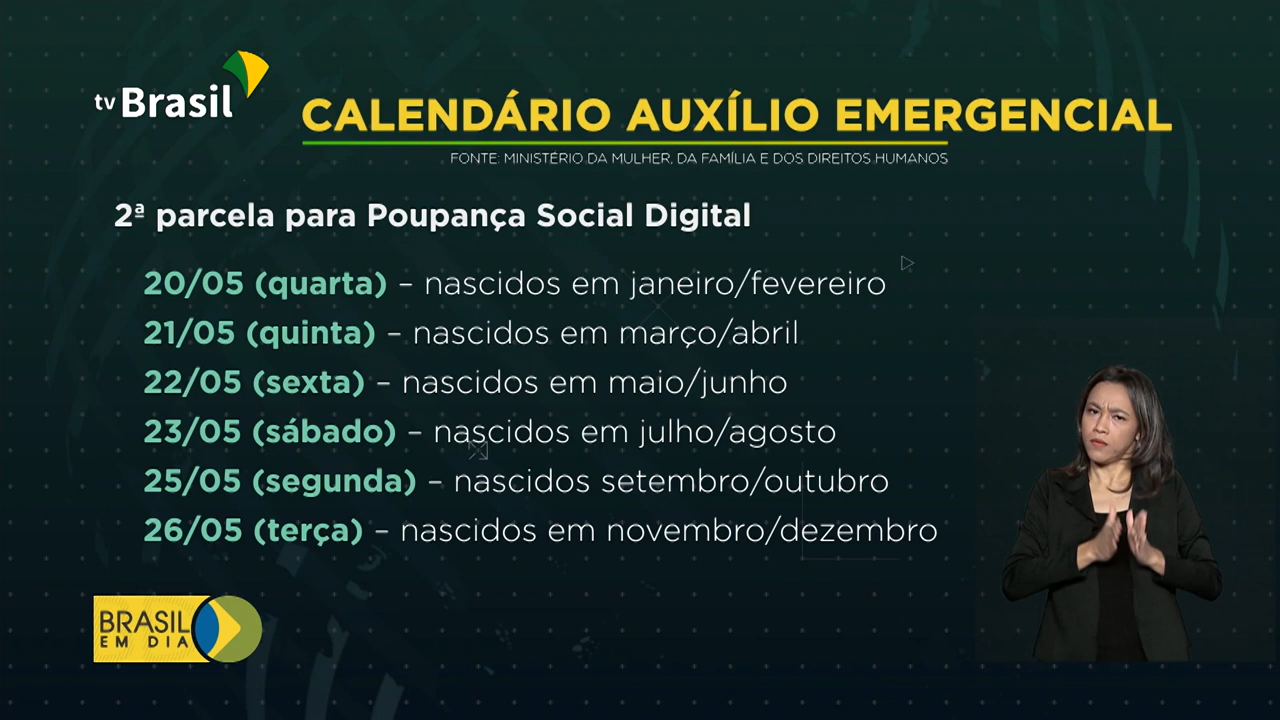 tv Brasil
CALENDÁRIO AUXÍLIO EMERGENCIAL
FONTE: MINISTÉRIO DA MULHER, DA FAMÍLIA E DOS DIREITOS HUMANOS
2ª parcela para Poupança Social Digital
20/05 (quarta) – nascidos em janeiro/fevereiro
21/05 (quinta) – nascidos em março/abril
22/05 (sexta) – nascidos em maio/junho
23/05 (sábado) – nascidos em julho/agosto
25/05 (segunda) – nascidos setembro/outubro
26/05 (terça) – nascidos em novembro/dezembro
BRASIL
EM DIA